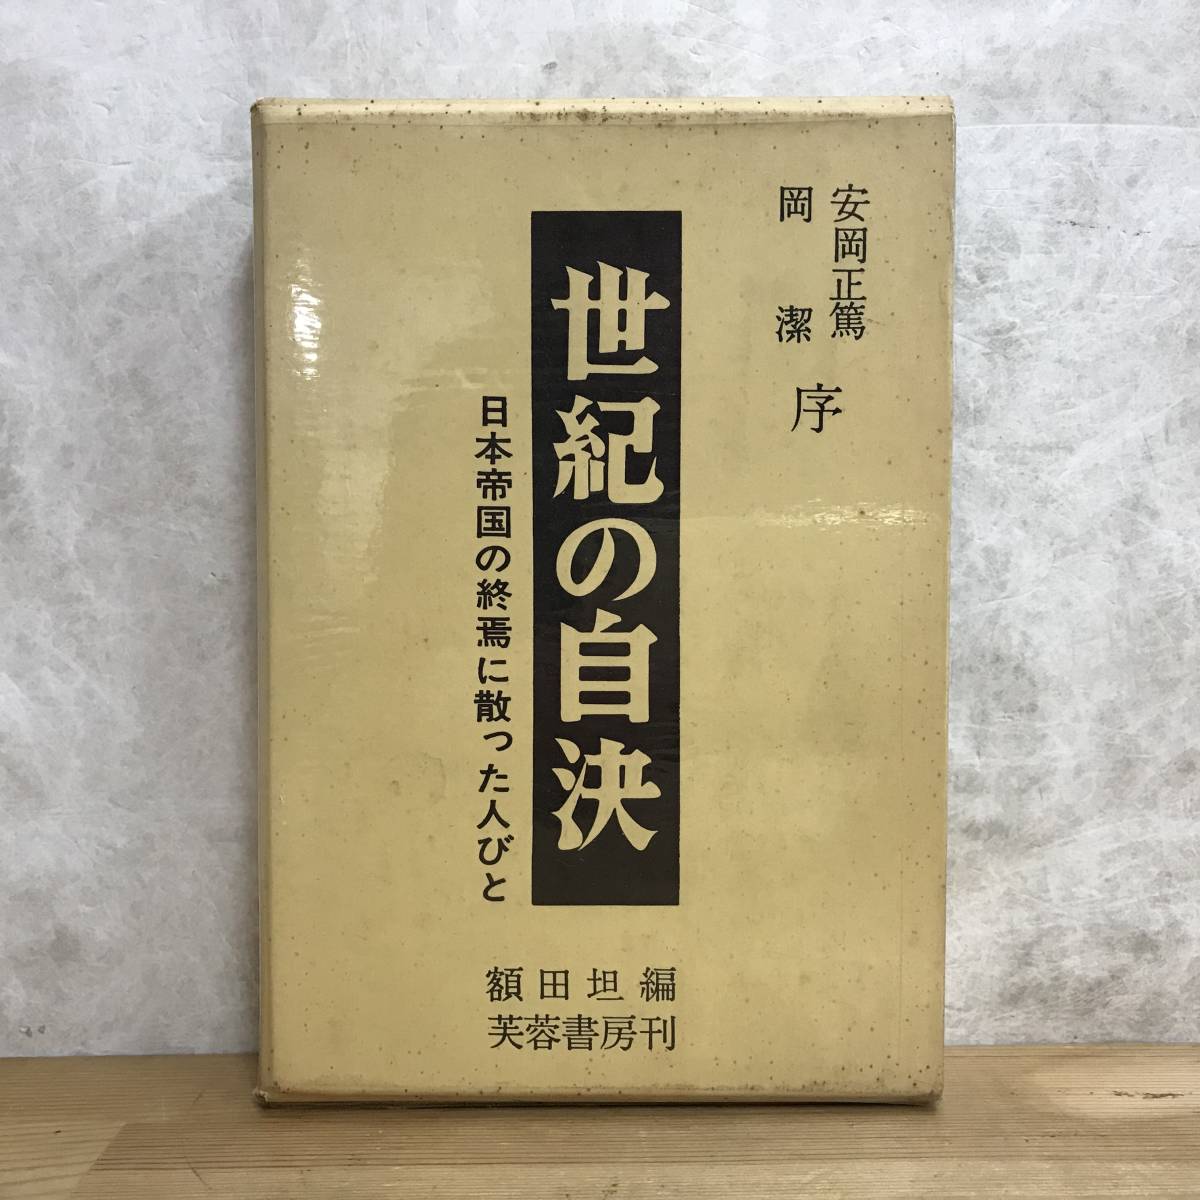 安岡正篤
岡潔
序
世紀の自決
日本帝国の終焉に散った人びと
額田坦編
芙蓉書房刊